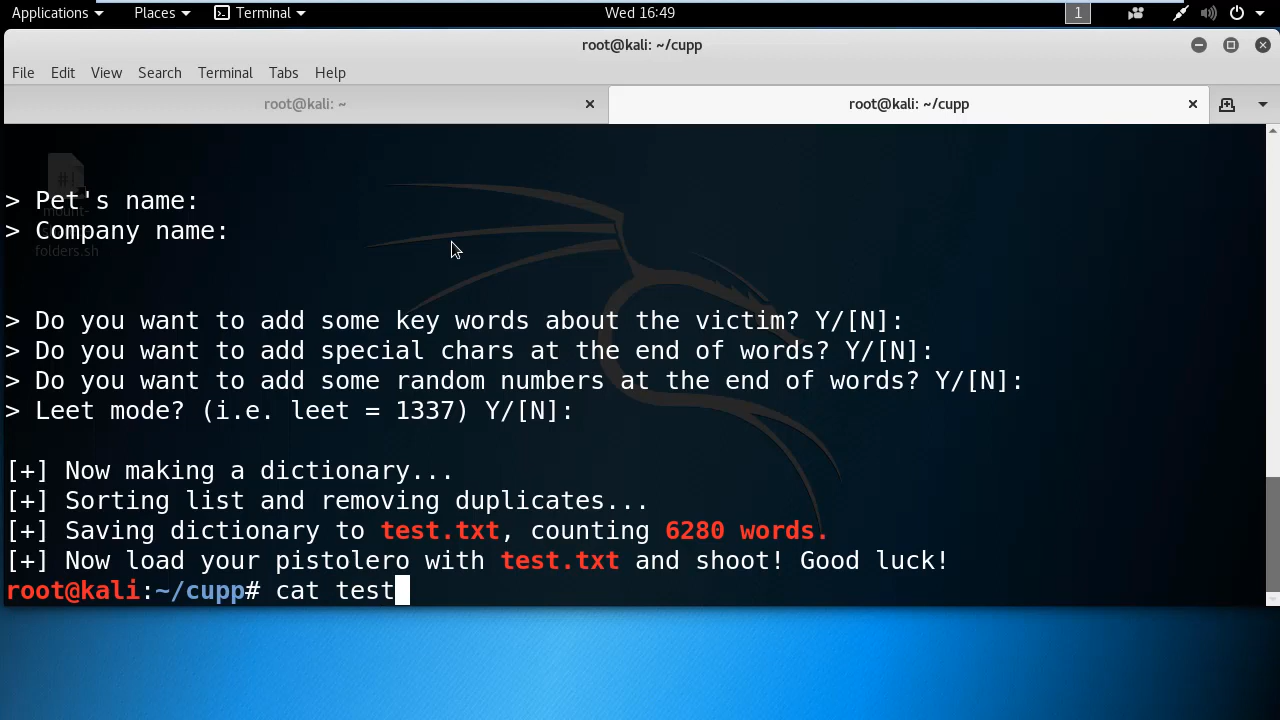 Applications Places Terminal Wed 16:49 1
root@kali: ~/cupp
File Edit View Search Terminal Tabs Help
root@kali: ~ root@kali: ~/cupp
#!
mount-
folders.sh
> Pet's name:
> Company name:
> Do you want to add some key words about the victim? Y/[N]:
> Do you want to add special chars at the end of words? Y/[N]:
> Do you want to add some random numbers at the end of words? Y/[N]:
> Leet mode? (i.e. leet = 1337) Y/[N]:
[+] Now making a dictionary...
[+] Sorting list and removing duplicates...
[+] Saving dictionary to test.txt, counting 6280 words.
[+] Now load your pistolero with test.txt and shoot! Good luck!
root@kali:~/cupp# cat test